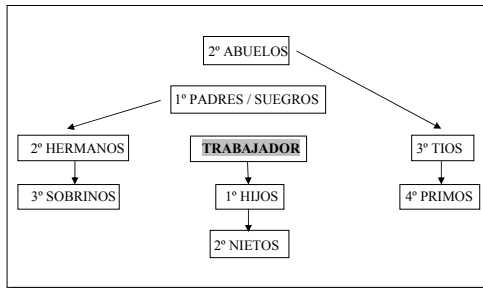 2º ABUELOS
1º PADRES / SUEGROS
2º HERMANOS
TRABAJADOR
3º TIOS
3º SOBRINOS
1º HIJOS
4º PRIMOS
2º NIETOS